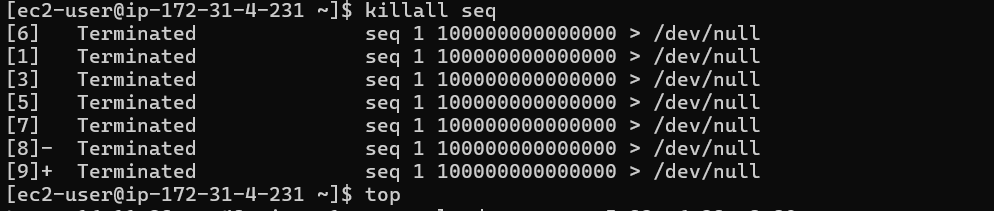 [ec2-user@ip-172-31-4-231 ~]$ killall seq
[6]   Terminated              seq 1 100000000000000 > /dev/null
[1]   Terminated              seq 1 100000000000000 > /dev/null
[3]   Terminated              seq 1 100000000000000 > /dev/null
[5]   Terminated              seq 1 100000000000000 > /dev/null
[7]   Terminated              seq 1 100000000000000 > /dev/null
[8]-  Terminated              seq 1 100000000000000 > /dev/null
[9]+  Terminated              seq 1 100000000000000 > /dev/null
[ec2-user@ip-172-31-4-231 ~]$ top